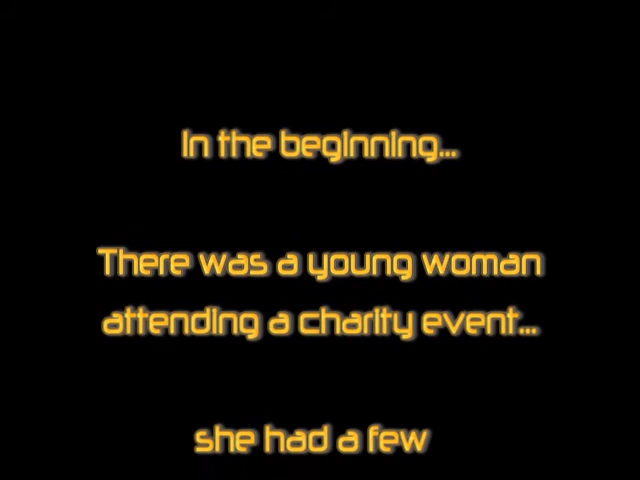 In the beginning...
There was a young woman
attending a charity event...
she had a few